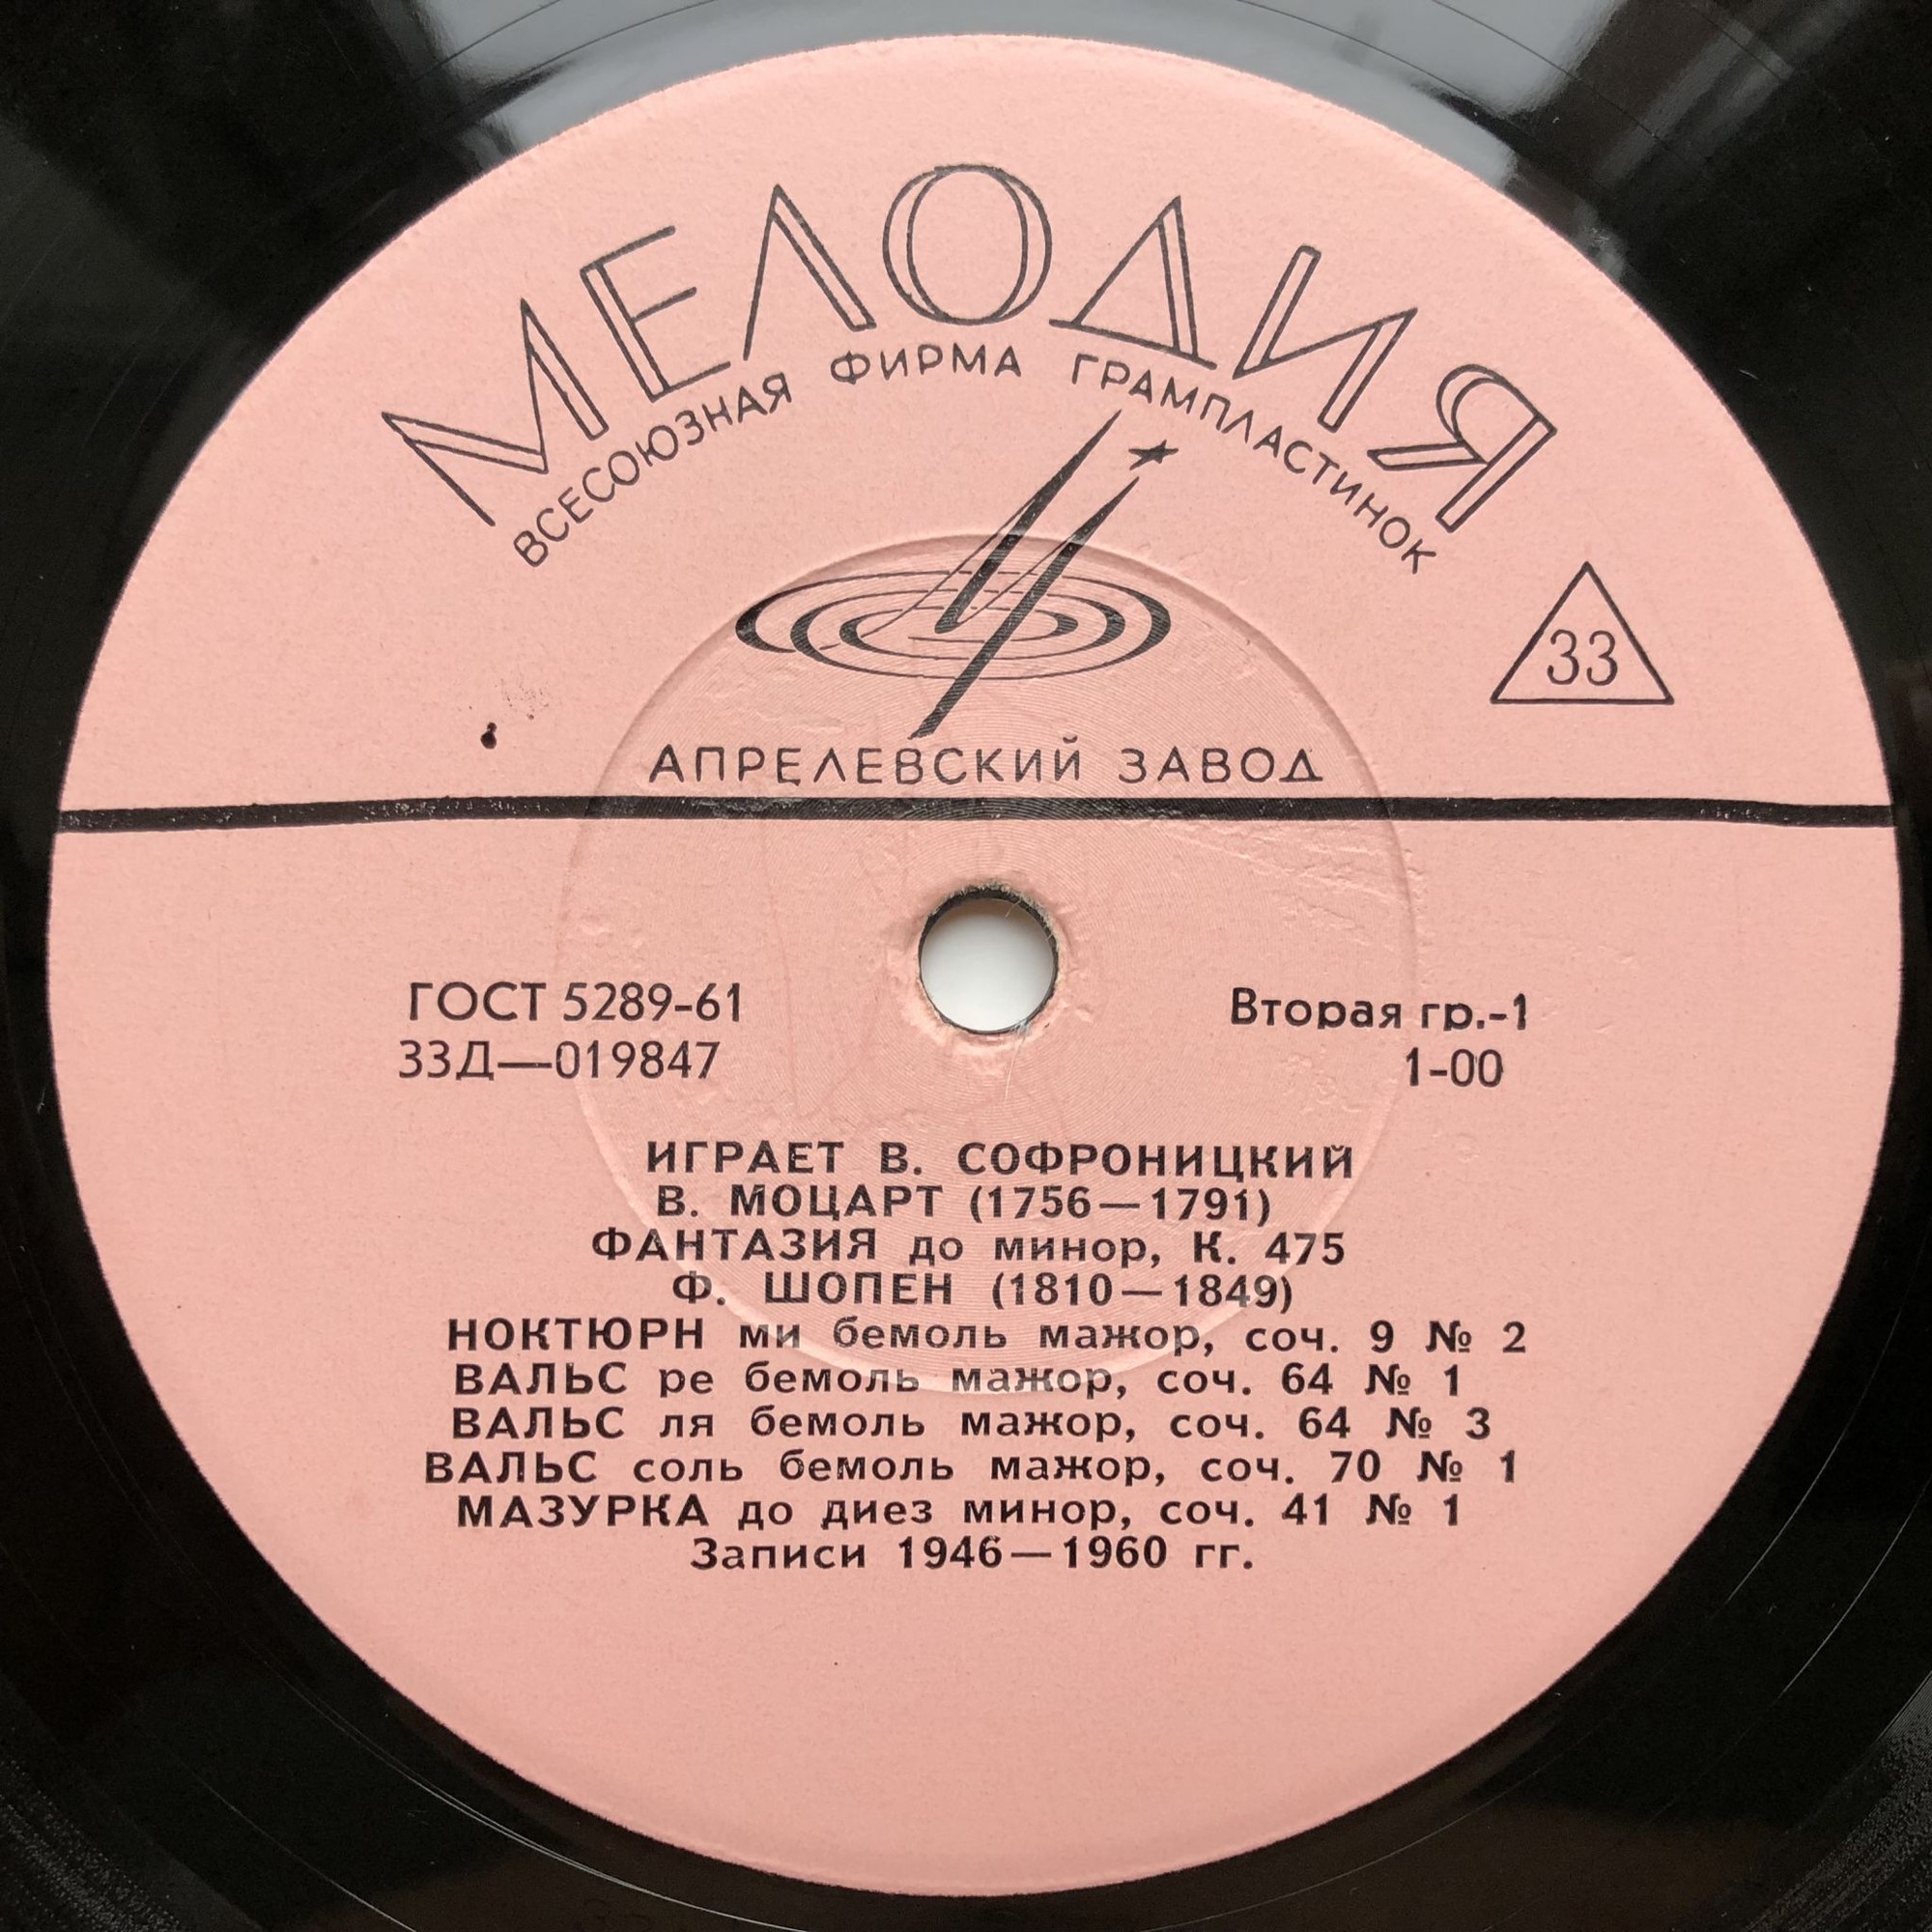 МЕЛОДИЯ
ВСЕСОЮЗНАЯ ФИРМА ГРАМПЛАСТИНОК
33
АПРЕЛЕВСКИЙ ЗАВОД
ГОСТ 5289-61
33Д—019847
Вторая гр.-1
1-00
ИГРАЕТ В. СОФРОНИЦКИЙ
В. МОЦАРТ (1756—1791)
ФАНТАЗИЯ до минор, К. 475
Ф. ШОПЕН (1810—1849)
НОКТЮРН ми бемоль мажор, соч. 9 № 2
ВАЛЬС ре бемоль мажор, соч. 64 № 1
ВАЛЬС ля бемоль мажор, соч. 64 № 3
ВАЛЬС соль бемоль мажор, соч. 70 № 1
МАЗУРКА до диез минор, соч. 41 № 1
Записи 1946—1960 гг.